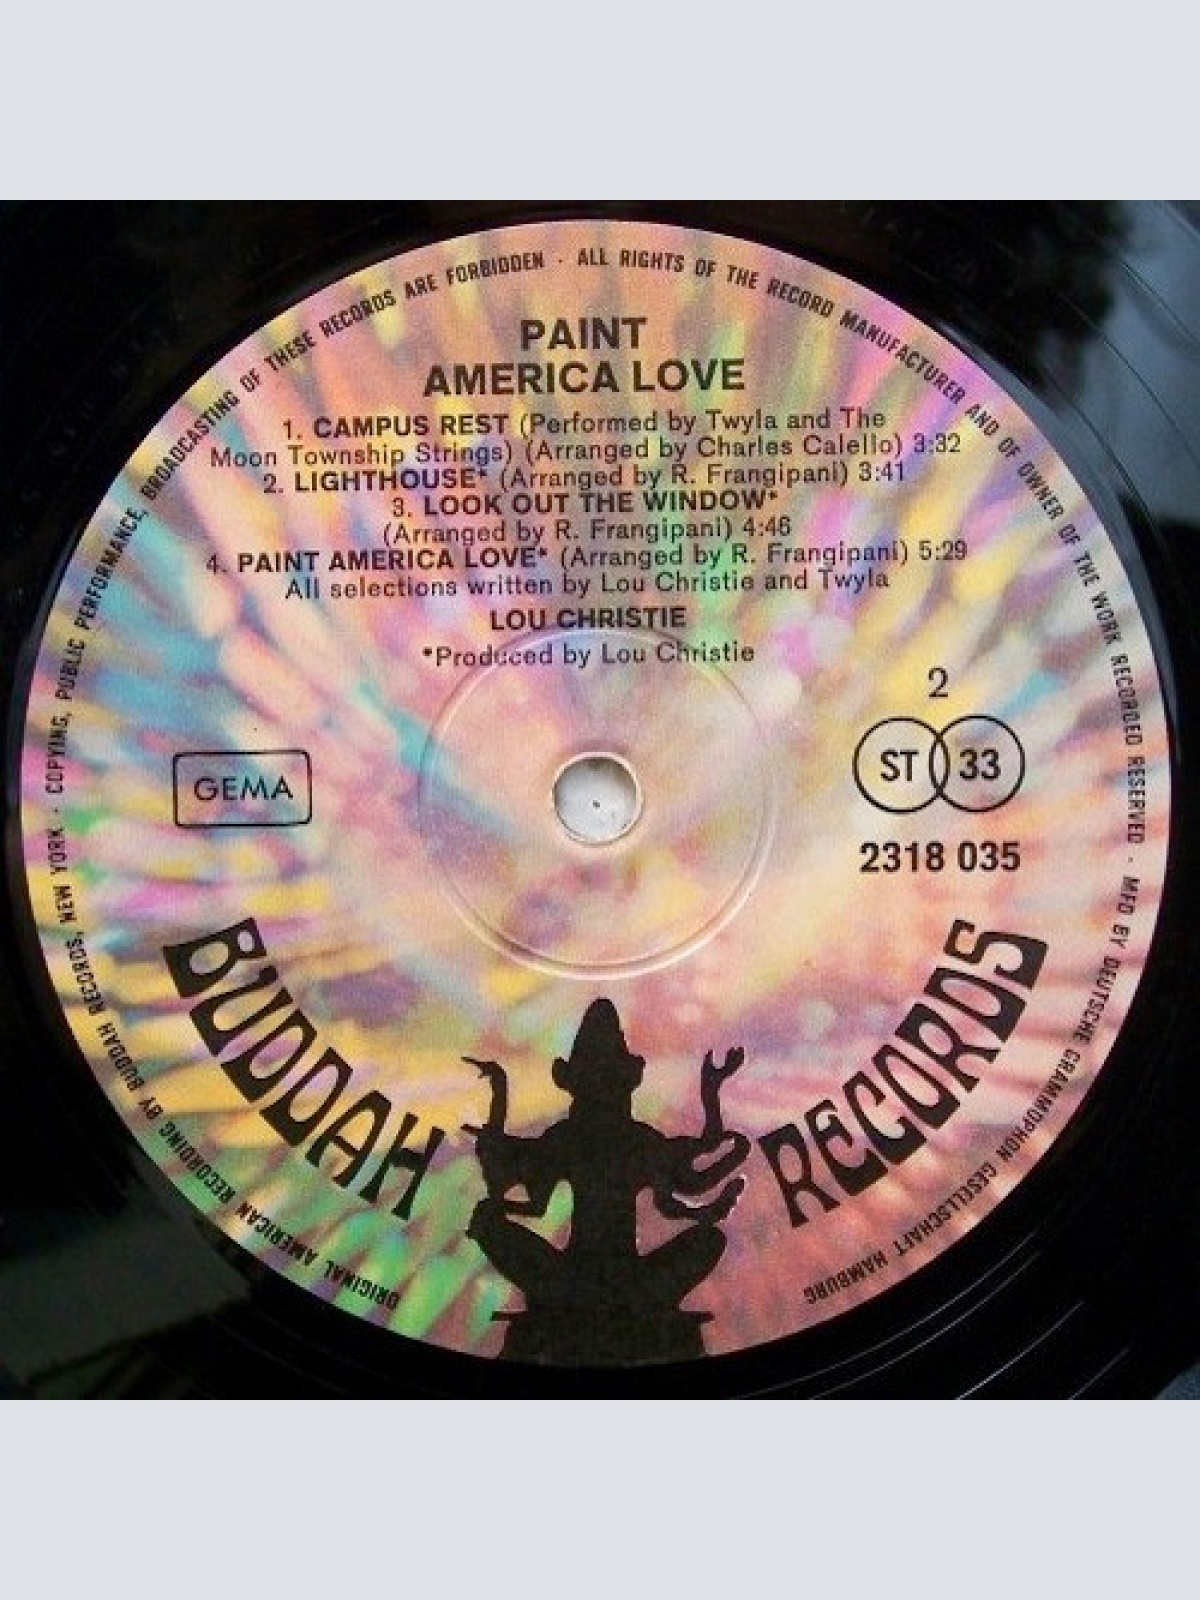 ORIGINAL AMERICAN RECORDING BY BUDDAH RECORDS, NEW YORK · COPYING, PUBLIC PERFORMANCE, BROADCASTING OF THESE RECORDS ARE FORBIDDEN · ALL RIGHTS OF THE RECORD MANUFACTURER AND OF OWNER OF THE WORK RECORDED RESERVED · MFD BY DEUTSCHE GRAMMOPHON GESELLSCHAFT HAMBURG
PAINT
AMERICA LOVE
1. CAMPUS REST (Performed by Twyla and The
Moon Township Strings) (Arranged by Charles Calello) 3:32
2. LIGHTHOUSE* (Arranged by R. Frangipani) 3:41
3. LOOK OUT THE WINDOW*
(Arranged by R. Frangipani) 4:46
4. PAINT AMERICA LOVE* (Arranged by R. Frangipani) 5:29
All selections written by Lou Christie and Twyla
LOU CHRISTIE
*Produced by Lou Christie
2
GEMA
ST 33
2318 035
BUDDAH RECORDS